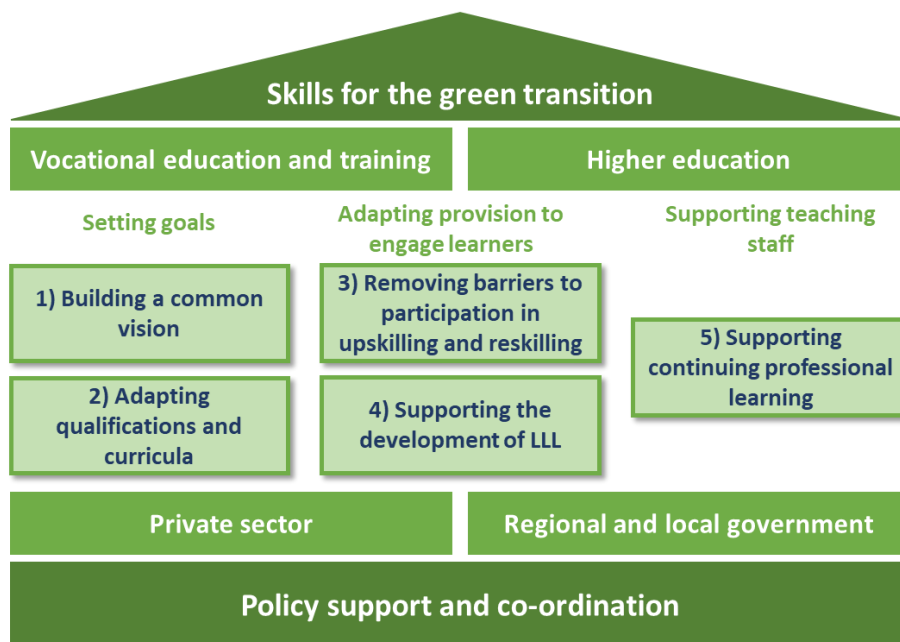 Skills for the green transition
Vocational education and training
Higher education
Setting goals
Adapting provision to
engage learners
Supporting teaching
staff
1) Building a common
vision
2) Adapting
qualifications and
curricula
3) Removing barriers to
participation in
upskilling and reskilling
4) Supporting the
development of LLL
5) Supporting
continuing professional
learning
Private sector
Regional and local government
Policy support and co-ordination